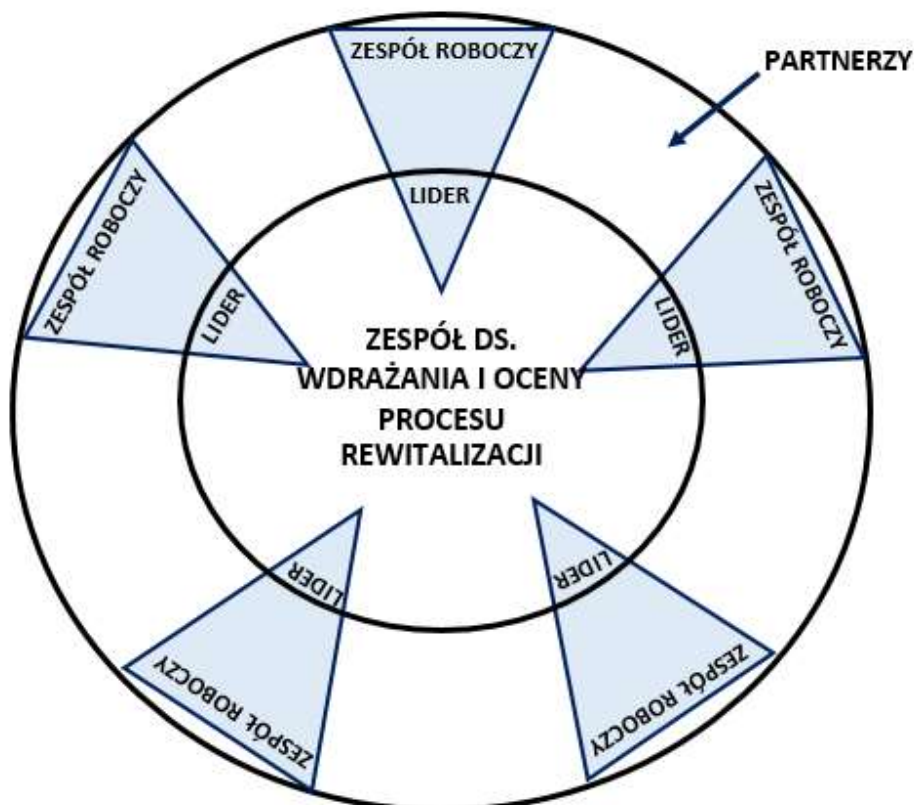 ZESPÓŁ ROBOCZY
PARTNERZY
LIDER
ZESPÓŁ ROBOCZY
LIDER
ZESPÓŁ ROBOCZY
LIDER
ZESPÓŁ DS.
WDRAŻANIA I OCENY
PROCESU
REWITALIZACJI
LIDER
ZESPÓŁ ROBOCZY
LIDER
ZESPÓŁ ROBOCZY